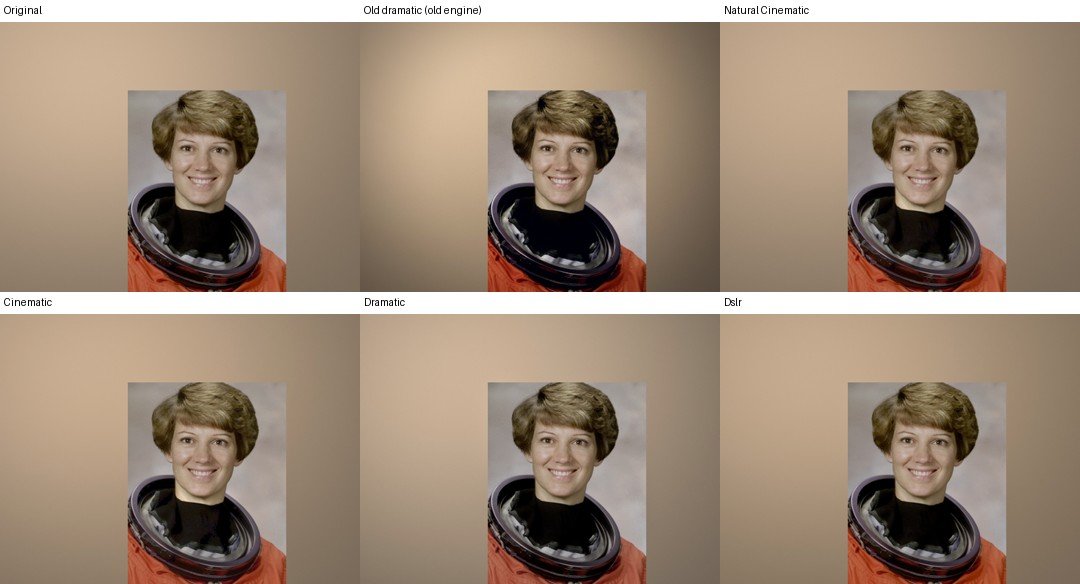 Original
Old dramatic (old engine)
Natural Cinematic
Cinematic
Dramatic
Dslr